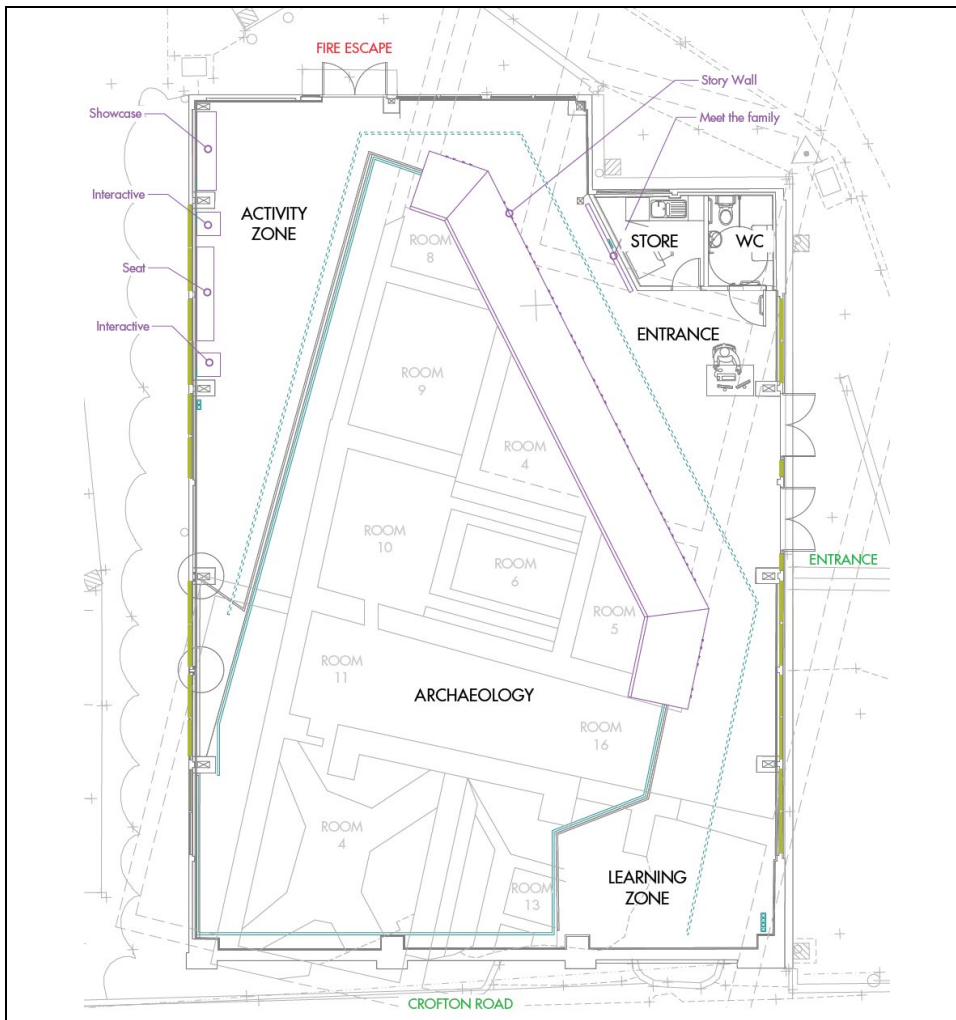 FIRE ESCAPE
Story Wall
Showcase
Meet the family
Interactive
ACTIVITY
ZONE
ROOM
8
STORE
WC
Seat
Interactive
ENTRANCE
ROOM
9
ROOM
4
ROOM
10
ROOM
6
ENTRANCE
ROOM
5
ROOM
11
ARCHAEOLOGY
ROOM
16
ROOM
4
LEARNING
ZONE
ROOM
13
CROFTON ROAD